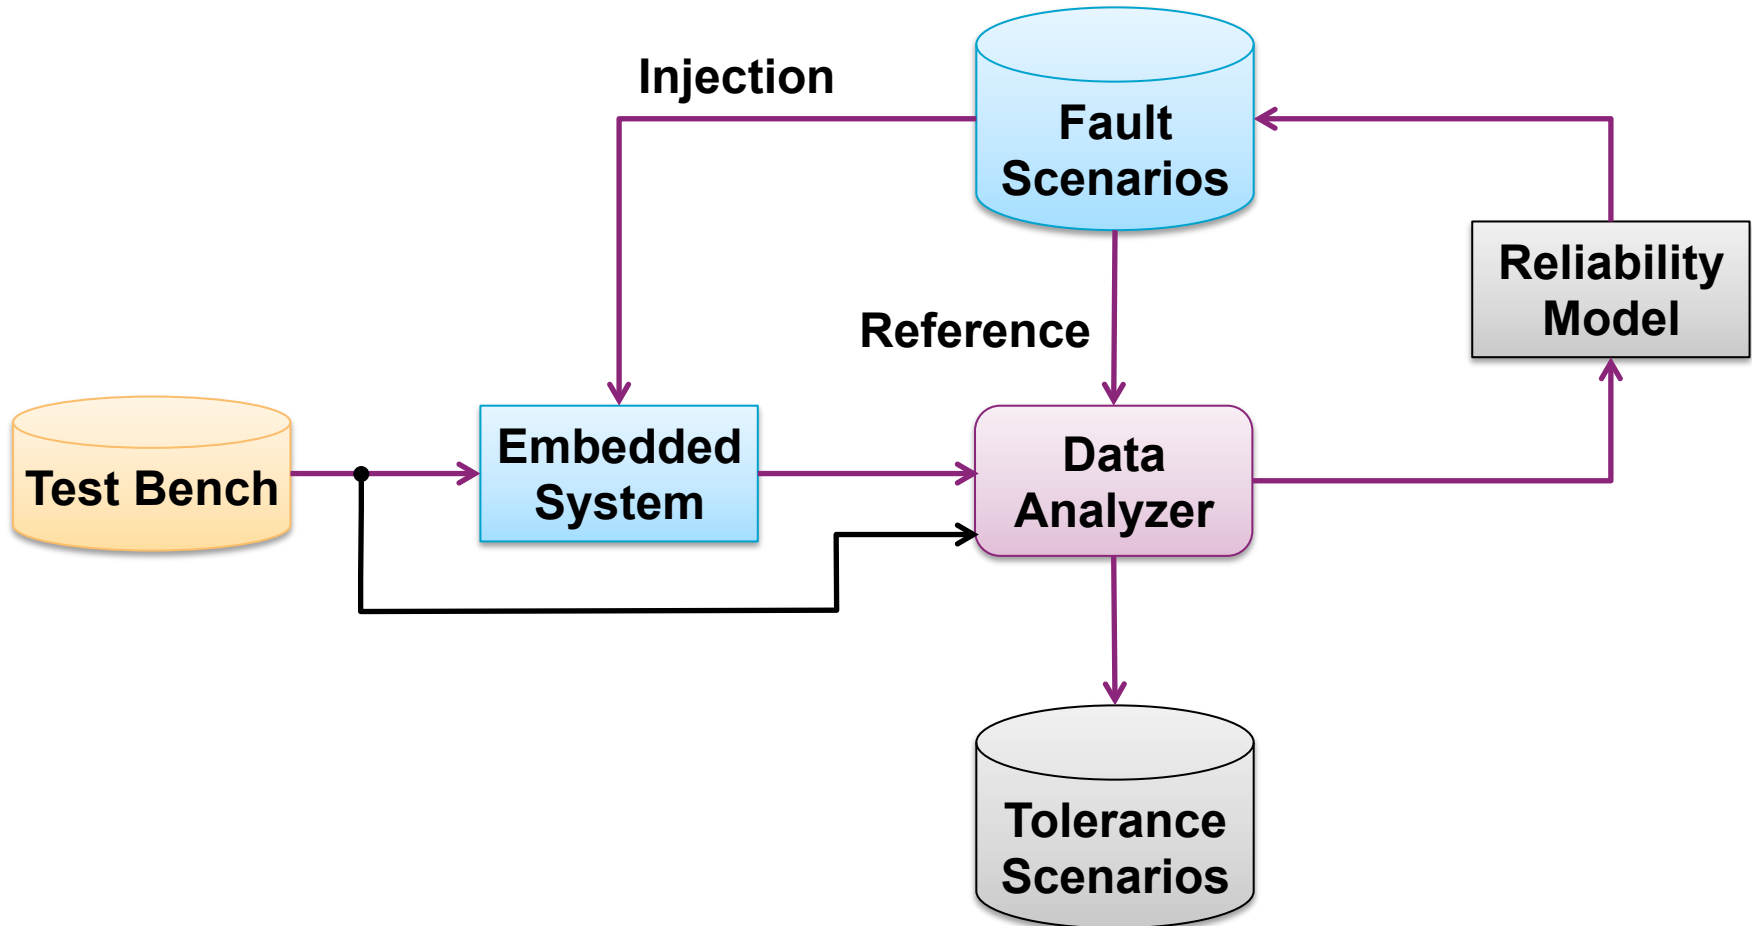 Injection
Fault
Scenarios
Reliability
Model
Reference
Test Bench
Embedded
System
Data
Analyzer
Tolerance
Scenarios